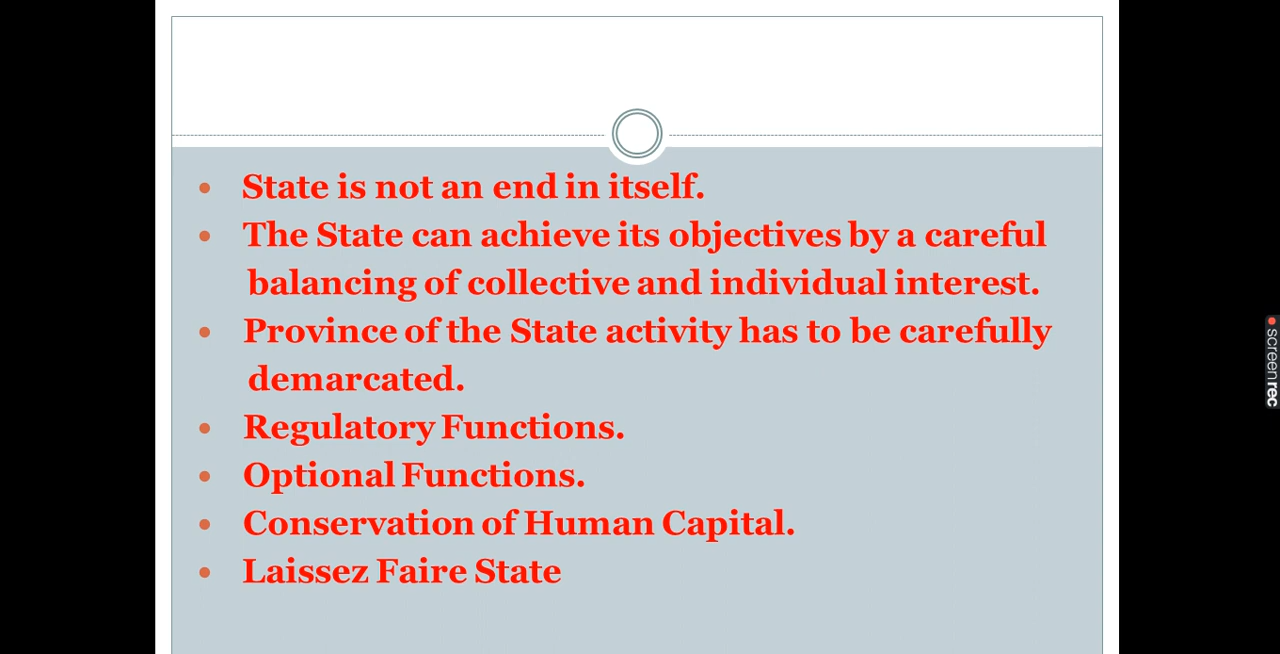 • State is not an end in itself.
• The State can achieve its objectives by a careful
balancing of collective and individual interest.
• Province of the State activity has to be carefully
demarcated.
• Regulatory Functions.
• Optional Functions.
• Conservation of Human Capital.
• Laissez Faire State
screenrec